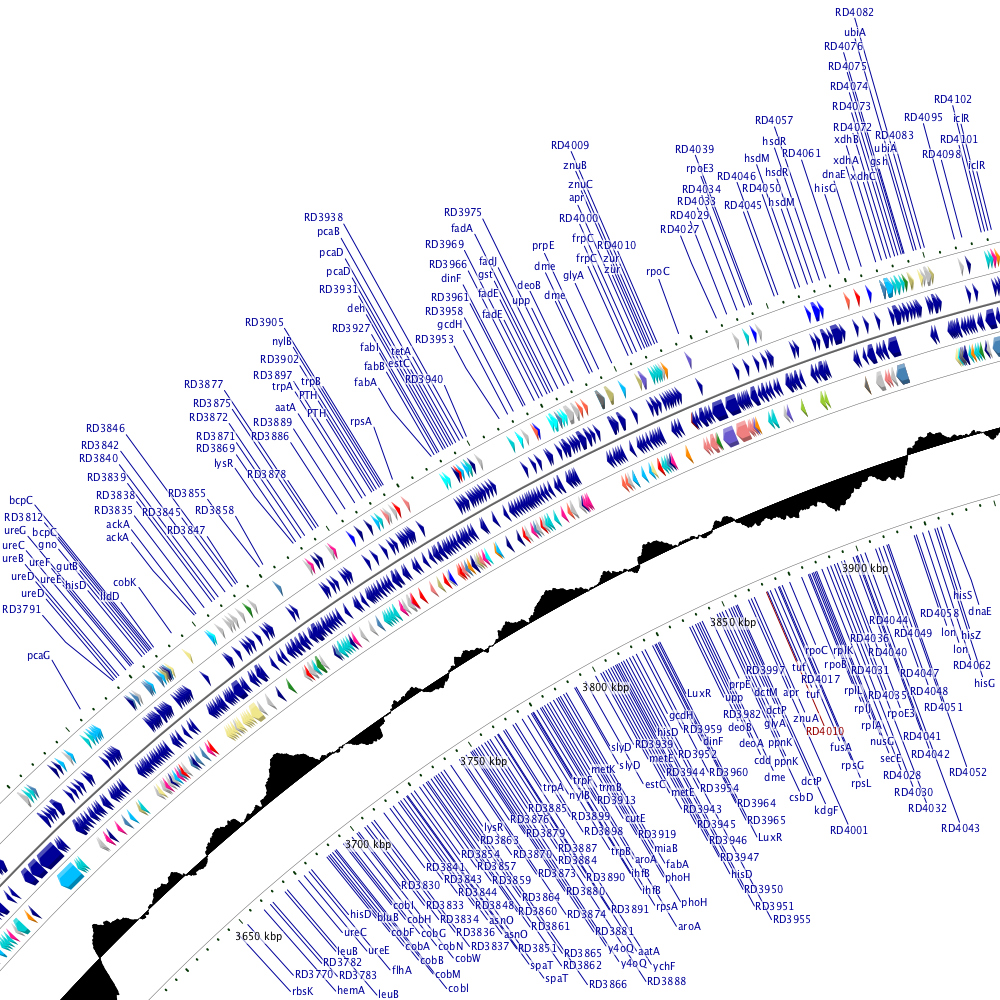 RD4082
ubiA
RD4076
RD4075
RD4074
RD4073
RD4072
xdhB
RD4083
ubiA
xdhA
gsh
dnaE
xdhC
hisG
RD4102
iclR
RD4095
RD4101
RD4098
iclR
RD4057
hsdR
RD4061
hsdM
hsdR
RD4050
hsdM
RD4039
rpoE3
RD4046
RD4034
RD4033
RD4045
RD4029
RD4027
RD4009
znuB
znuC
apr
RD4000
frpC
RD4010
frpC
zur
zur
glyA
rpoC
prpE
dme
deoB
dme
upp
RD3975
fadA
RD3969
fadJ
RD3966
gst
dinF
fadE
RD3961
RD3958
fadE
gcdH
RD3953
RD3938
pcaB
pcaD
pcaD
RD3931
deh
RD3927
fabI
tetA
fabB
estC
fabA
RD3940
rpsA
RD3905
nylB
RD3902
RD3897
trpB
trpA
PTH
aatA
PTH
RD3889
RD3886
RD3877
RD3875
RD3872
RD3871
RD3869
lysR
RD3878
RD3846
RD3842
RD3840
RD3839
RD3838
RD3855
RD3835
RD3845
RD3858
ackA
RD3847
ackA
bcpC
RD3812
ureG
bcpC
ureC
gno
ureB
ureF
gutB
ureD
ureE
hisD
cobK
ureD
lldD
RD3791
pcaG
3900 kbp
3850 kbp
3800 kbp
3750 kbp
3700 kbp
3650 kbp
hisS
dnaE
RD4058
lon
hisZ
lon
RD4062
hisG
RD4044
RD4049
RD4036
RD4040
RD4031
RD4047
RD4048
RD4035
RD4051
rpoC
rplK
rpoB
tuf
RD4017
rplL
tuf
rplJ
rpoE3
rplA
RD4041
nusG
RD4042
secE
RD4028
RD4052
RD4030
RD4032
RD4043
fusA
rpsG
rpsL
RD3997
prpE
dctM
apr
upp
dctP
znuA
RD4010
RD3982
glyA
deoB
deoA
ppnK
cdd
ppnK
dme
dctP
csbD
kdgF
RD4001
LuxR
gcdH
RD3959
hisD
dinF
RD3939
RD3952
metE
RD3944
RD3960
RD3954
metE
RD3964
RD3943
RD3965
RD3945
LuxR
RD3946
RD3947
hisD
RD3950
RD3951
RD3955
slyD
slyD
metK
estC
trpF
trmB
trpA
nylB
RD3913
RD3885
RD3899
cutE
RD3876
RD3898
RD3919
RD3879
miaB
lysR
RD3863
RD3887
trpB
aroA
fabA
RD3854
RD3870
RD3884
ihfB
phoH
RD3841
RD3857
RD3873
RD3890
RD3843
RD3859
RD3880
ihfB
RD3830
RD3844
RD3864
RD3891
rpsA
phoH
cobI
RD3833
RD3848
RD3860
RD3874
aroA
hisD
bluB
cobH
RD3834
asnO
RD3861
RD3881
ureC
cobF
cobG
RD3836
asnO
cobA
cobN
RD3837
RD3851
RD3865
y4oQ
aatA
leuB
ureE
cobB
cobW
spaT
RD3862
y4oQ
ychF
RD3782
flhA
cobM
spaT
RD3866
RD3888
RD3770
RD3783
cobI
rbsK
hemA
leuB